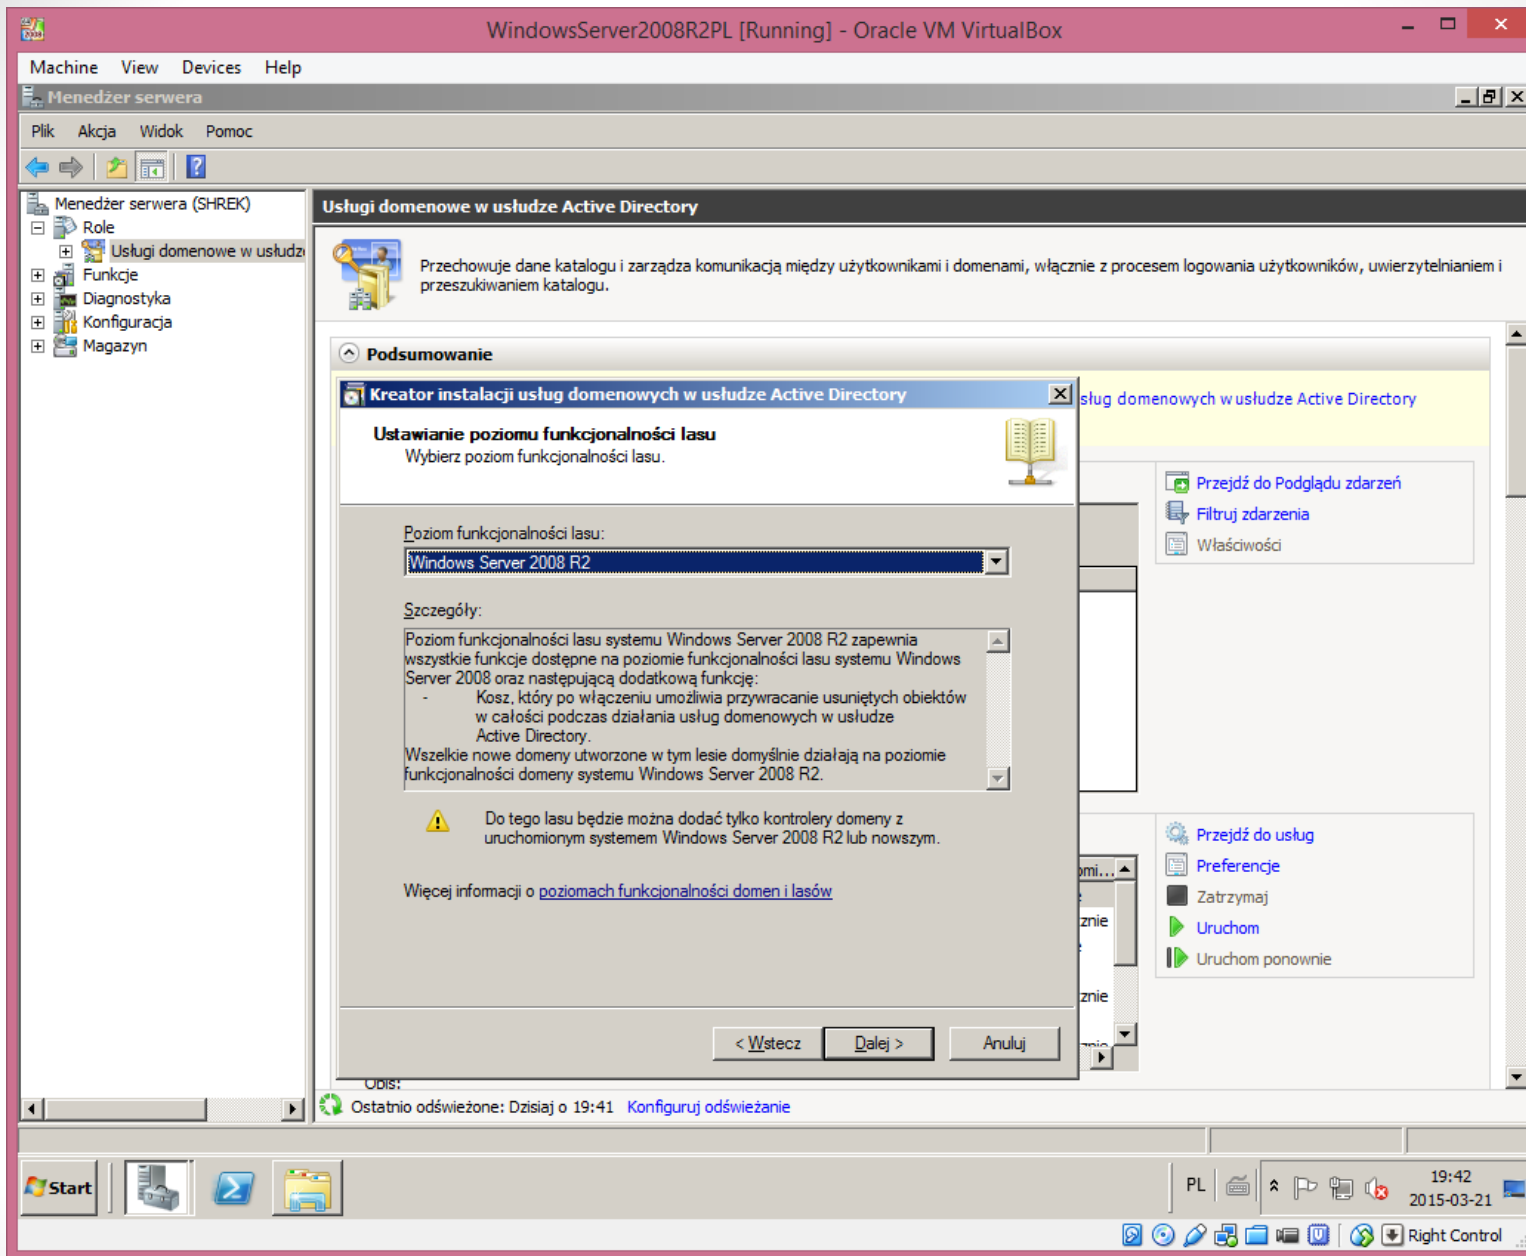 WindowsServer2008R2PL [Running] - Oracle VM VirtualBox
Machine View Devices Help
Menedżer serwera
Plik Akcja Widok Pomoc
Menedżer serwera (SHREK)
Role
Usługi domenowe w usłudz
Funkcje
Diagnostyka
Konfiguracja
Magazyn
Usługi domenowe w usłudze Active Directory
Przechowuje dane katalogu i zarządza komunikacją między użytkownikami i domenami, włącznie z procesem logowania użytkowników, uwierzytelnianiem i
przeszukiwaniem katalogu.
Podsumowanie
sług domenowych w usłudze Active Directory
Kreator instalacji usług domenowych w usłudze Active Directory
Ustawianie poziomu funkcjonalności lasu
Wybierz poziom funkcjonalności lasu.
Poziom funkcjonalności lasu:
Windows Server 2008 R2
Szczegóły:
Poziom funkcjonalności lasu systemu Windows Server 2008 R2 zapewnia
wszystkie funkcje dostępne na poziomie funkcjonalności lasu systemu Windows
Server 2008 oraz następującą dodatkową funkcję:
- Kosz, który po włączeniu umożliwia przywracanie usuniętych obiektów
w całości podczas działania usług domenowych w usłudze
Active Directory.
Wszelkie nowe domeny utworzone w tym lesie domyślnie działają na poziomie
funkcjonalności domeny systemu Windows Server 2008 R2.
Do tego lasu będzie można dodać tylko kontrolery domeny z
uruchomionym systemem Windows Server 2008 R2 lub nowszym.
Więcej informacji o poziomach funkcjonalności domen i lasów
< Wstecz Dalej > Anuluj
Przejdź do Podglądu zdarzeń
Filtruj zdarzenia
Właściwości
omi...
znie
znie
Przejdź do usług
Preferencje
Zatrzymaj
Uruchom
Uruchom ponownie
Opis:
Ostatnio odświeżone: Dzisiaj o 19:41 Konfiguruj odświeżanie
Start
PL
19:42
2015-03-21
Right Control